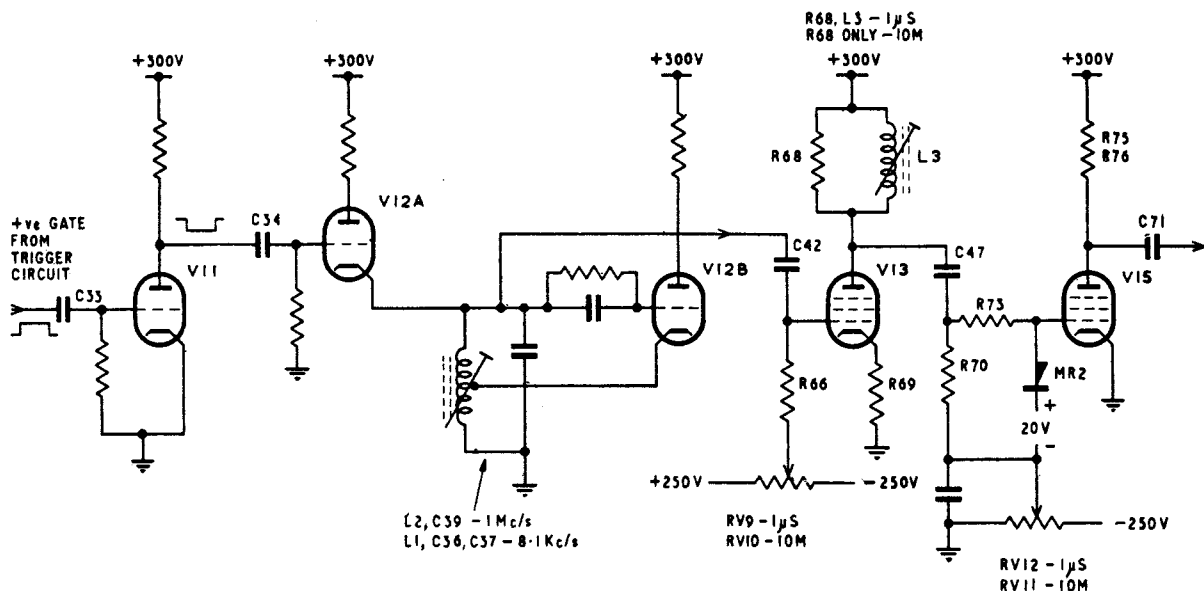 R68, L3 – 1μS
R68 ONLY – 10M
+300V
+300V
+300V
+300V
+300V
R68
L3
R75
R76
V12A
+ve GATE
FROM
TRIGGER
CIRCUIT
C34
V11
C33
V12B
C42
V13
C47
C71
V15
R73
R66
R69
R70
MR2
+
20V
-
+250V
-250V
-250V
L2, C39 – 1Mc/s
L1, C36, C37 – 8·1Kc/s
RV9 – 1μS
RV10 – 10M
RV12 – 1μS
RV11 – 10M